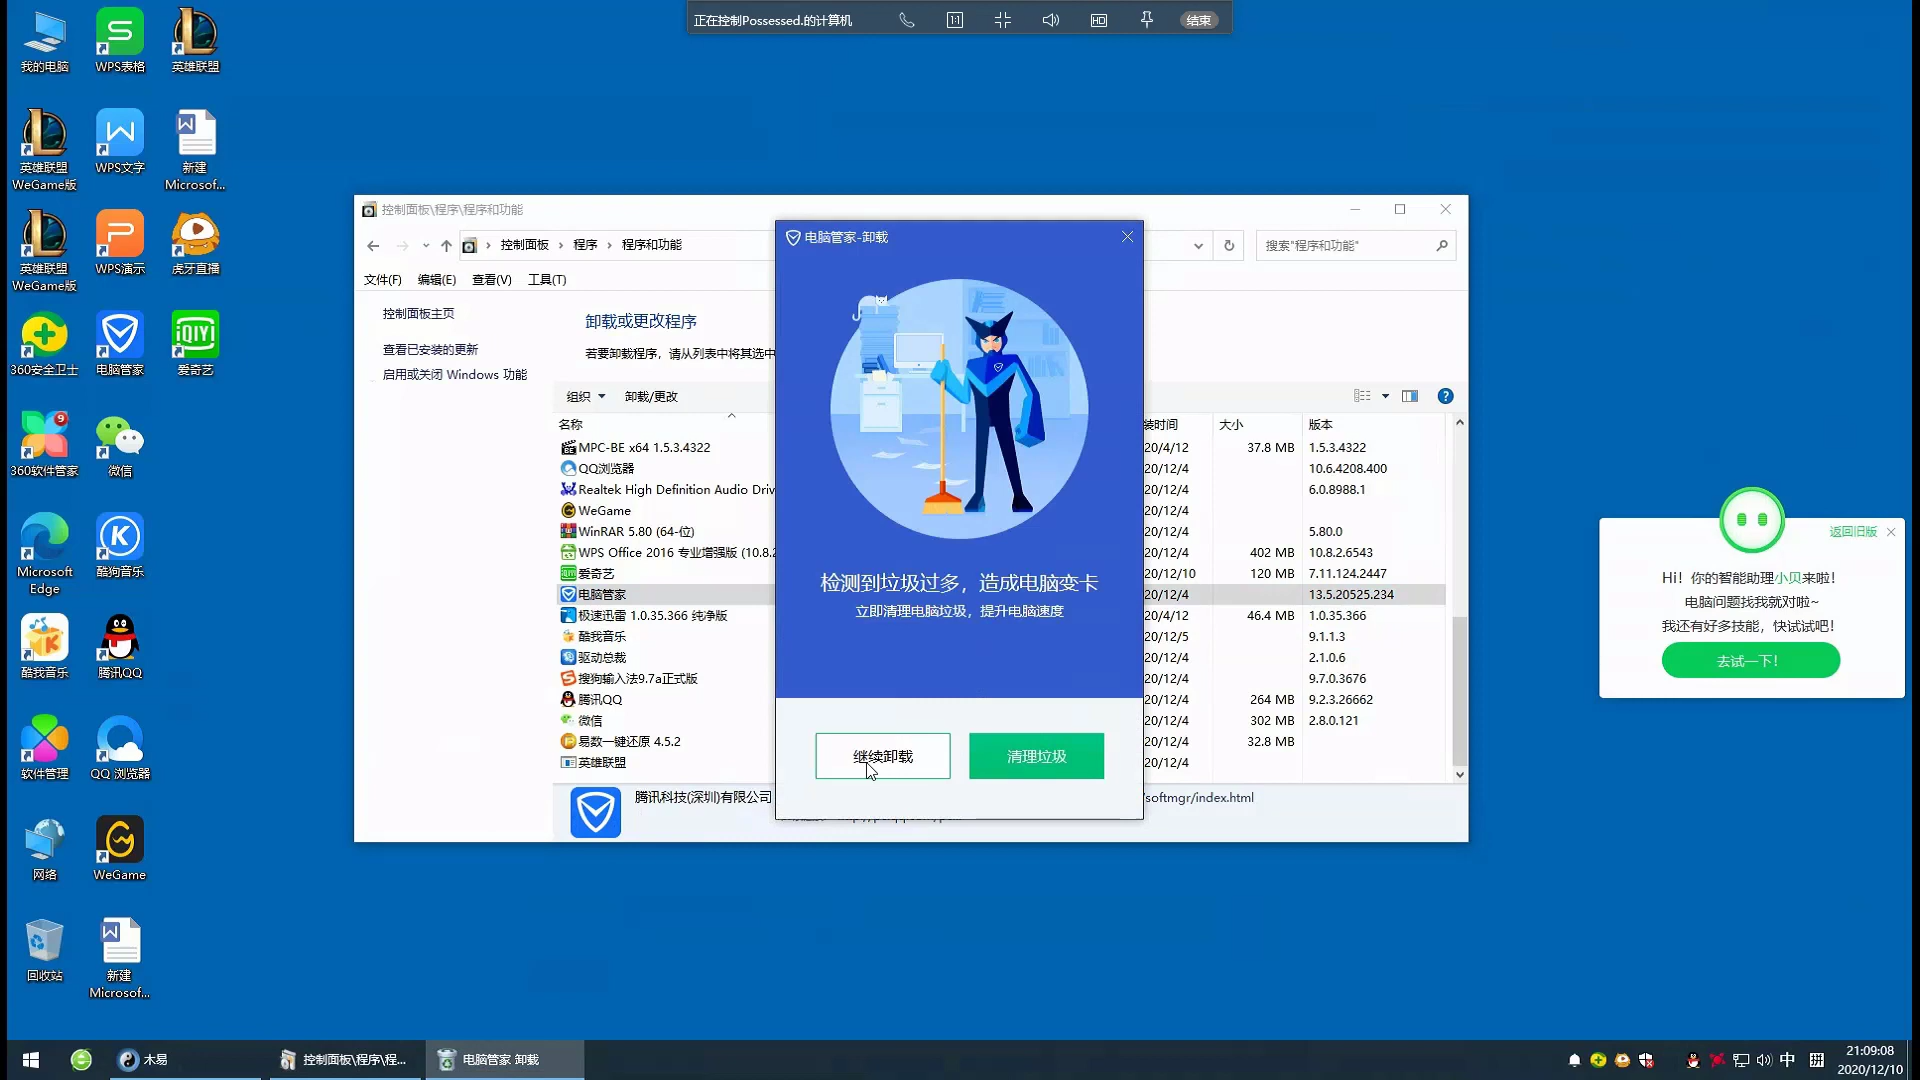 正在控制Possessed.的计算机
1:1
HD
结束
我的电脑
WPS表格
英雄联盟
英雄联盟
WeGame版
WPS文字
新建
Microsof...
英雄联盟
WeGame版
WPS演示
虎牙直播
360安全卫士
电脑管家
iQIYI
爱奇艺
9
360软件管家
微信
Microsoft
Edge
酷狗音乐
酷我音乐
腾讯QQ
软件管理
QQ 浏览器
网络
WeGame
回收站
新建
Microsof...
控制面板\程序\程序和功能
控制面板 › 程序 › 程序和功能
搜索"程序和功能"
文件(F) 编辑(E) 查看(V) 工具(T)
控制面板主页
查看已安装的更新
启用或关闭 Windows 功能
卸载或更改程序
若要卸载程序，请从列表中将其选中
组织 卸载/更改
名称 装时间 大小 版本
MPC-BE x64 1.5.3.4322 20/4/12 37.8 MB 1.5.3.4322
QQ浏览器 20/12/4 10.6.4208.400
Realtek High Definition Audio Driv 20/12/4 6.0.8988.1
WeGame 20/12/4
WinRAR 5.80 (64-位) 20/12/4 5.80.0
WPS Office 2016 专业增强版 (10.8.2 20/12/4 402 MB 10.8.2.6543
爱奇艺 20/12/10 120 MB 7.11.124.2447
电脑管家 20/12/4 13.5.20525.234
极速迅雷 1.0.35.366 纯净版 20/4/12 46.4 MB 1.0.35.366
酷我音乐 20/12/5 9.1.1.3
驱动总裁 20/12/4 2.1.0.6
搜狗输入法9.7a正式版 20/12/4 9.7.0.3676
腾讯QQ 20/12/4 264 MB 9.2.3.26662
微信 20/12/4 302 MB 2.8.0.121
易数一键还原 4.5.2 20/12/4 32.8 MB
英雄联盟 20/12/4
腾讯科技(深圳)有限公司
/softmgr/index.html
电脑管家-卸载
检测到垃圾过多，造成电脑变卡
立即清理电脑垃圾，提升电脑速度
继续卸载
清理垃圾
返回旧版
Hi！你的智能助理小贝来啦！
电脑问题找我就对啦~
我还有好多技能，快试试吧！
去试一下！
木易
控制面板\程序\程...
电脑管家 卸载
中
拼
21:09:08
2020/12/10